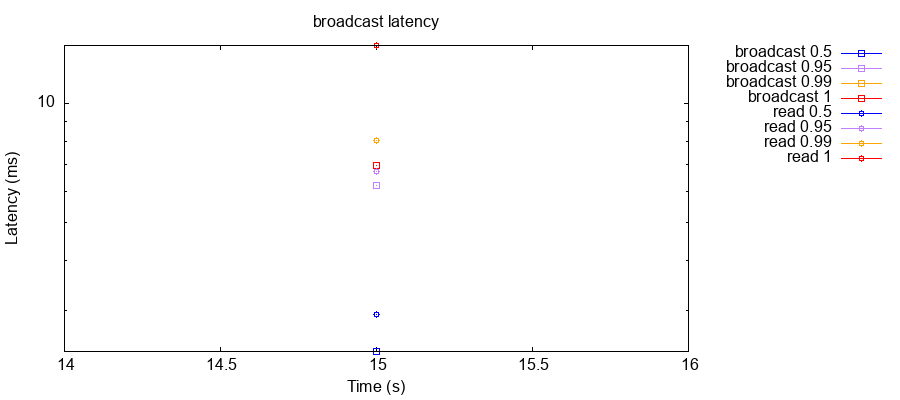 broadcast latency
broadcast 0.5
broadcast 0.95
broadcast 0.99
broadcast 1
read 0.5
read 0.95
read 0.99
read 1
10
Latency (ms)
14
14.5
15
15.5
16
Time (s)